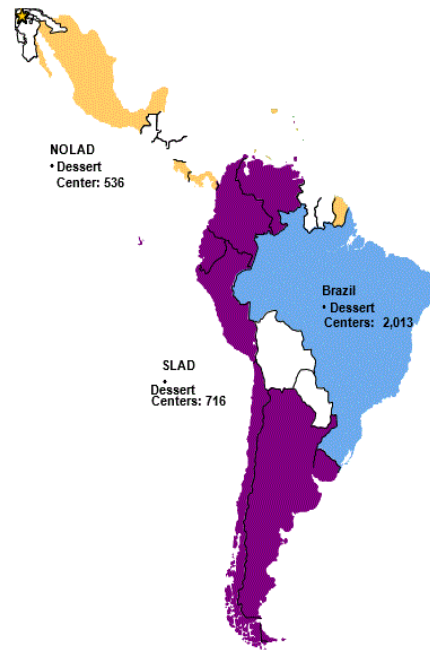 NOLAD
• Dessert
Center: 536
Brazil
• Dessert
Centers: 2,013
SLAD
•
Dessert
Centers: 716